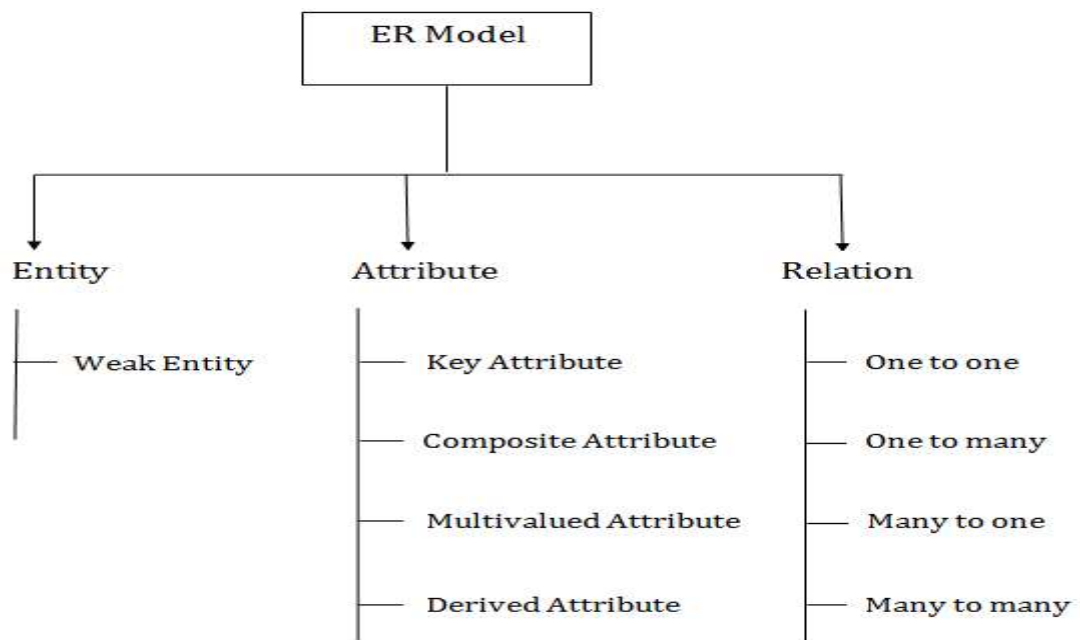 ER Model
Entity
Attribute
Relation
Weak Entity
Key Attribute
One to one
Composite Attribute
One to many
Multivalued Attribute
Many to one
Derived Attribute
Many to many